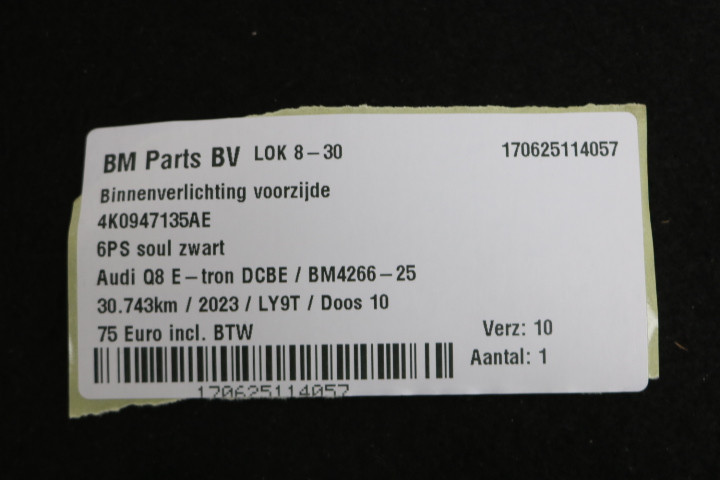 BM Parts BV LOK 8-30 170625114057
Binnenverlichting voorzijde
4K0947135AE
6PS soul zwart
Audi Q8 E-tron DCBE / BM4266-25
30.743km / 2023 / LY9T / Doos 10
75 Euro incl. BTW Verz: 10
Aantal: 1
170625114057